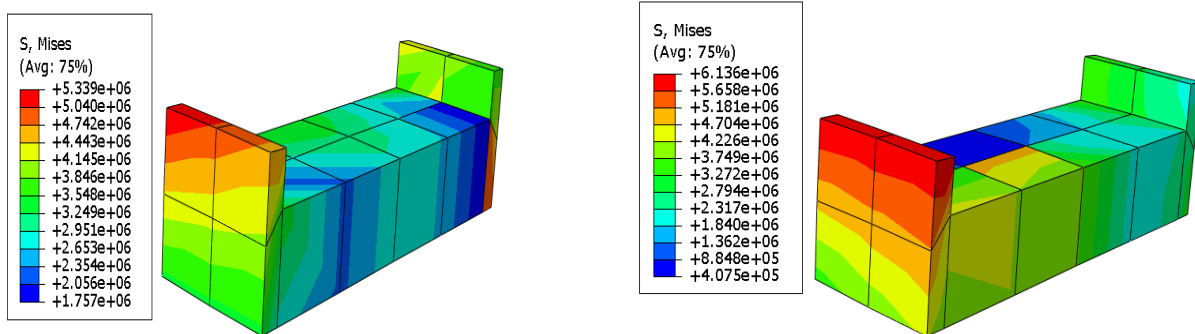 S, Mises
(Avg: 75%)
+5.339e+06
+5.040e+06
+4.742e+06
+4.443e+06
+4.145e+06
+3.846e+06
+3.548e+06
+3.249e+06
+2.951e+06
+2.653e+06
+2.354e+06
+2.056e+06
+1.757e+06
S, Mises
(Avg: 75%)
+6.136e+06
+5.658e+06
+5.181e+06
+4.704e+06
+4.226e+06
+3.749e+06
+3.272e+06
+2.794e+06
+2.317e+06
+1.840e+06
+1.362e+06
+8.848e+05
+4.075e+05